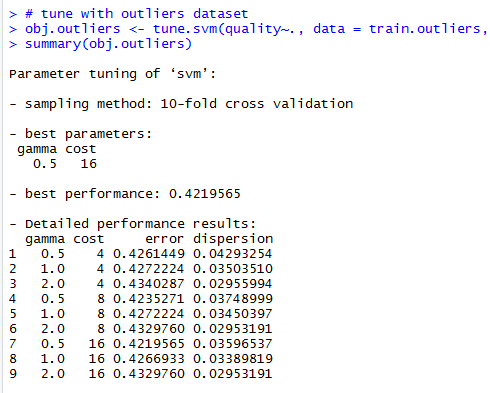 > # tune with outliers dataset
> obj.outliers <- tune.svm(quality~., data = train.outliers,
> summary(obj.outliers)
Parameter tuning of ‘svm’:
- sampling method: 10-fold cross validation
- best parameters:
gamma cost
0.5 16
- best performance: 0.4219565
- Detailed performance results:
gamma cost error dispersion
1 0.5 4 0.4261449 0.04293254
2 1.0 4 0.4272224 0.03503510
3 2.0 4 0.4340287 0.02955994
4 0.5 8 0.4235271 0.03748999
5 1.0 8 0.4272224 0.03450397
6 2.0 8 0.4329760 0.02953191
7 0.5 16 0.4219565 0.03596537
8 1.0 16 0.4266933 0.03389819
9 2.0 16 0.4329760 0.02953191